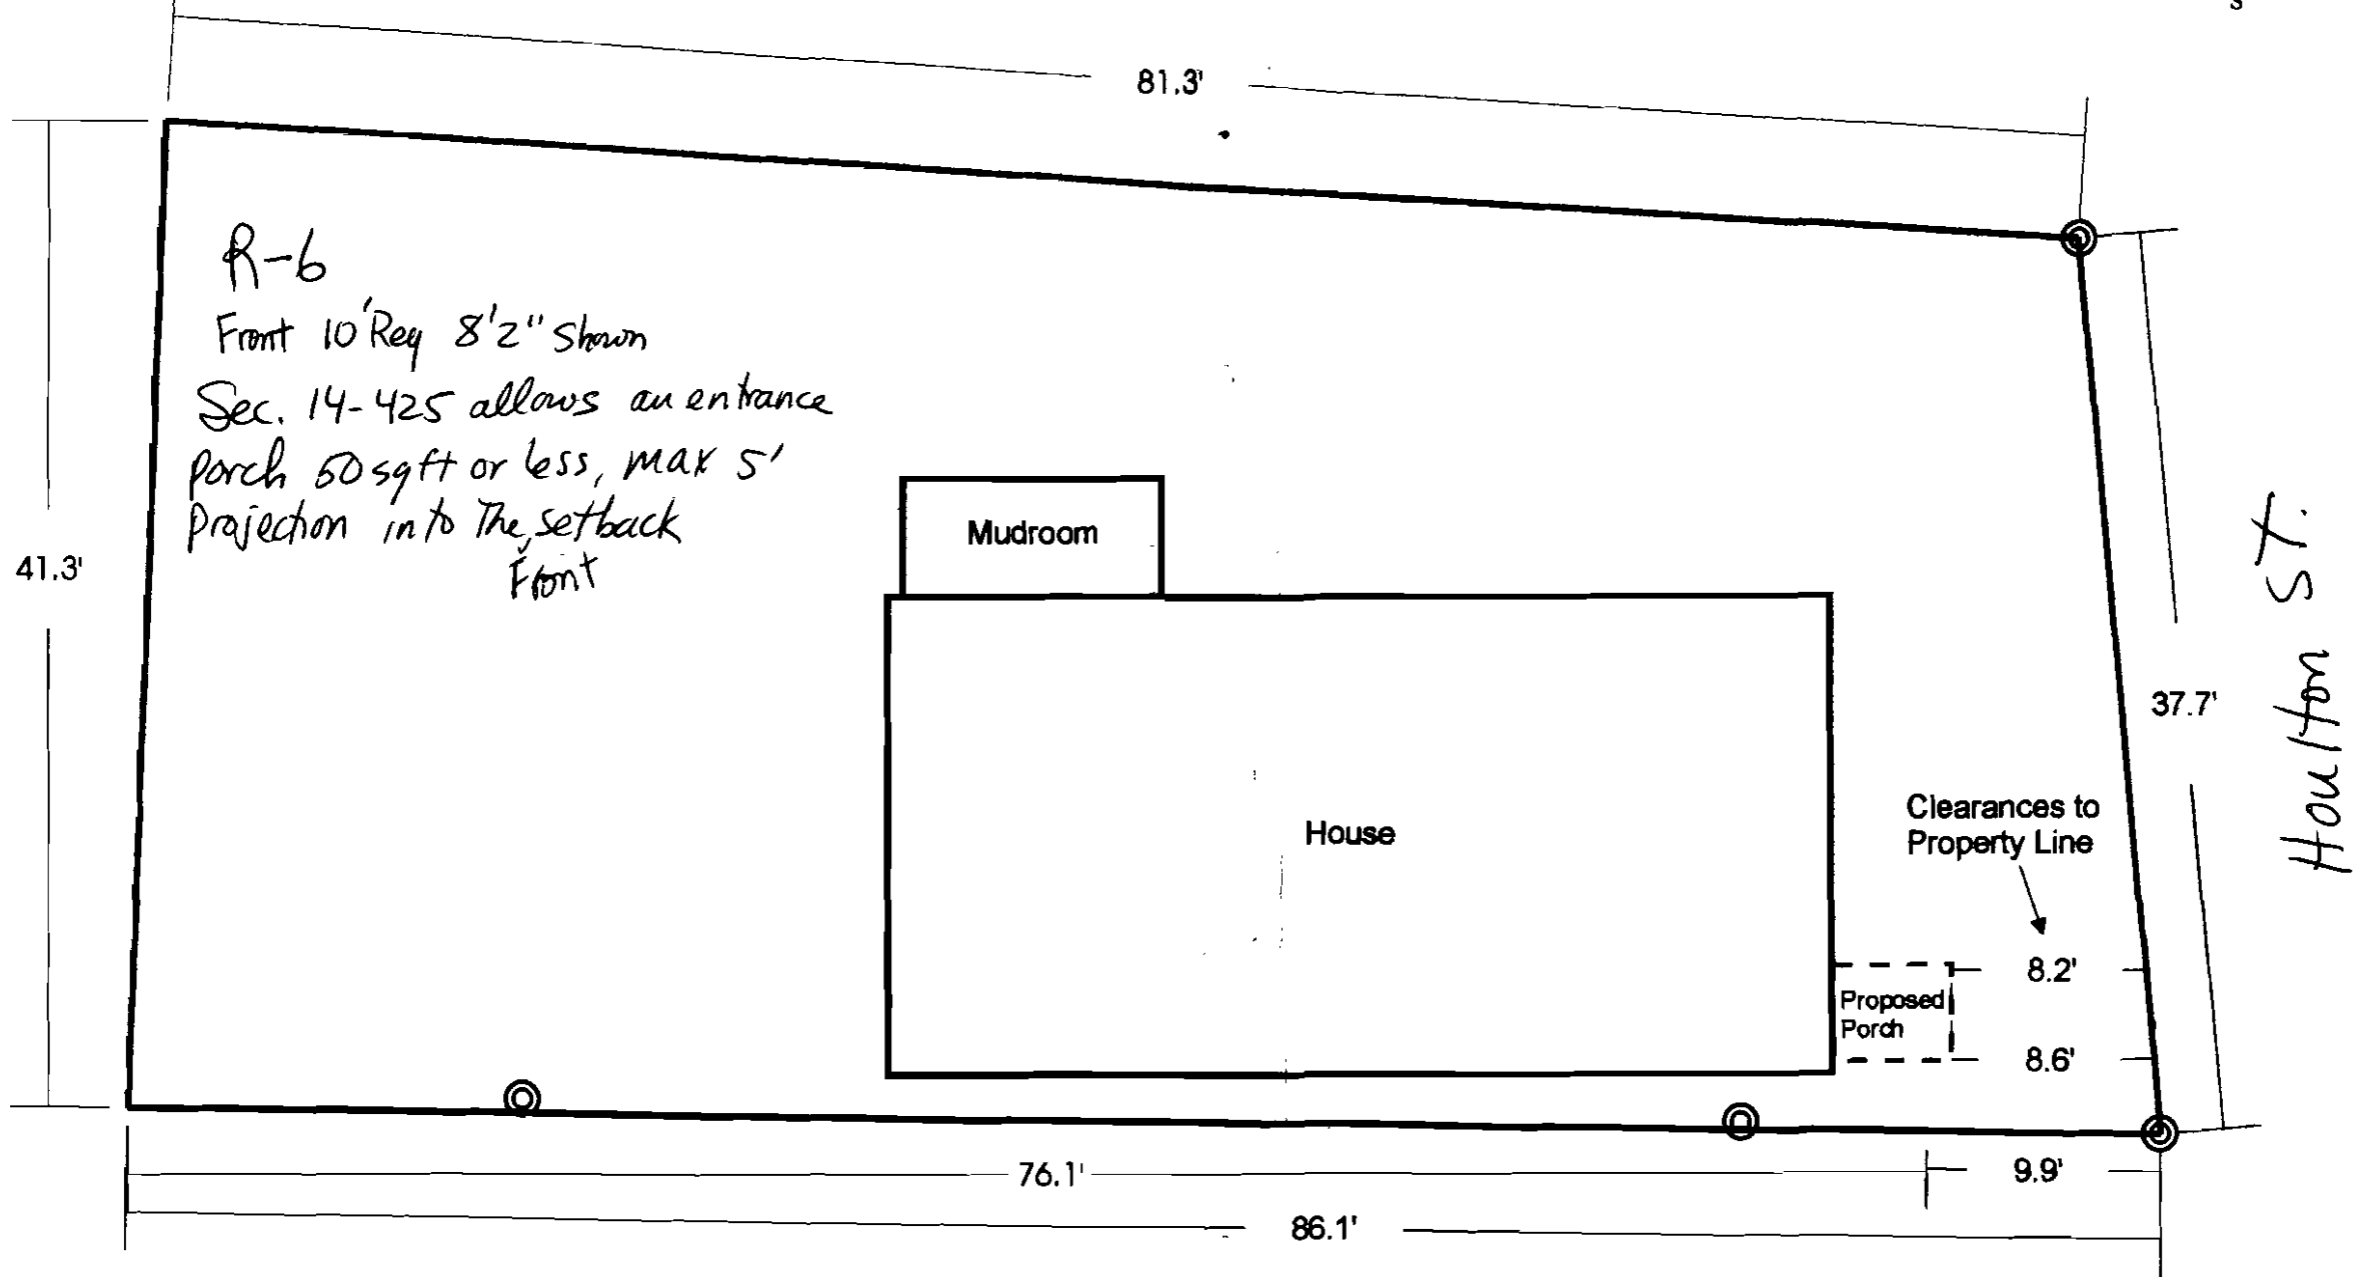 s
81.3'
R-6
Front 10' Req 8'2" Shown
Sec. 14-425 allows an entrance
porch 50 sqft or less, max 5'
Projection into The setback
Front
41.3'
Mudroom
House
37.7'
Houlton ST.
Clearances to
Property Line
8.2'
Proposed
Porch
8.6'
76.1'
9.9'
86.1'